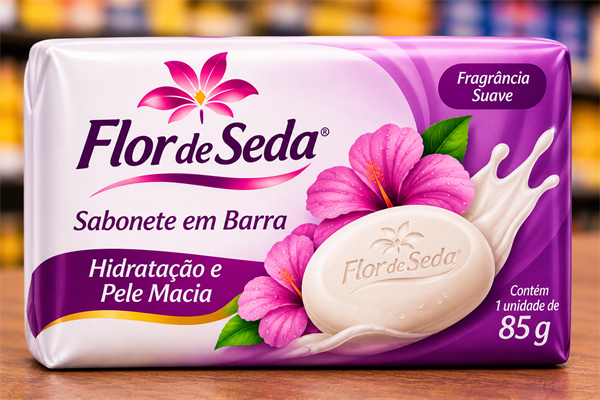 Flor de Seda®
Sabonete em Barra
Hidratação e
Pele Macia
Fragrância
Suave
Flor de Seda®
Contém
1 unidade de
85 g